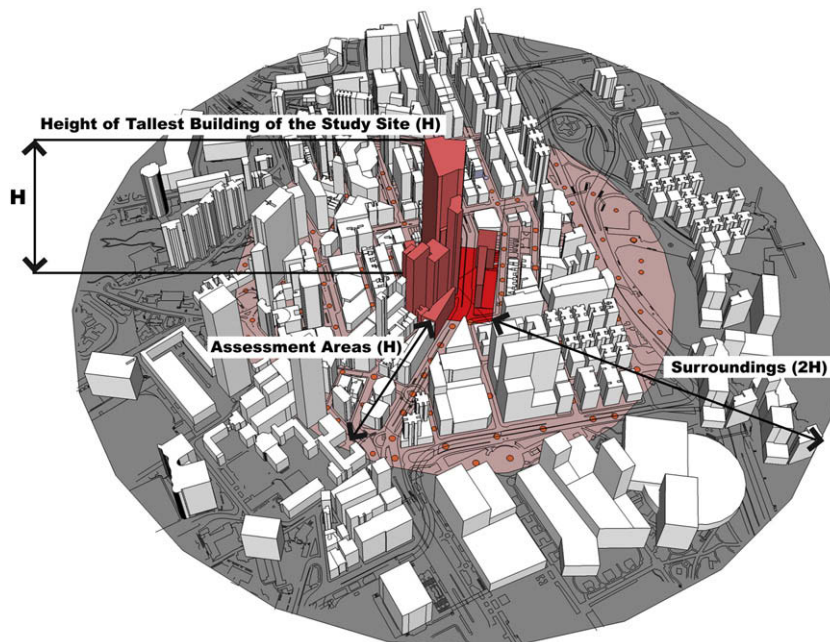 Height of Tallest Building of the Study Site (H)
H
Assessment Areas (H)
Surroundings (2H)